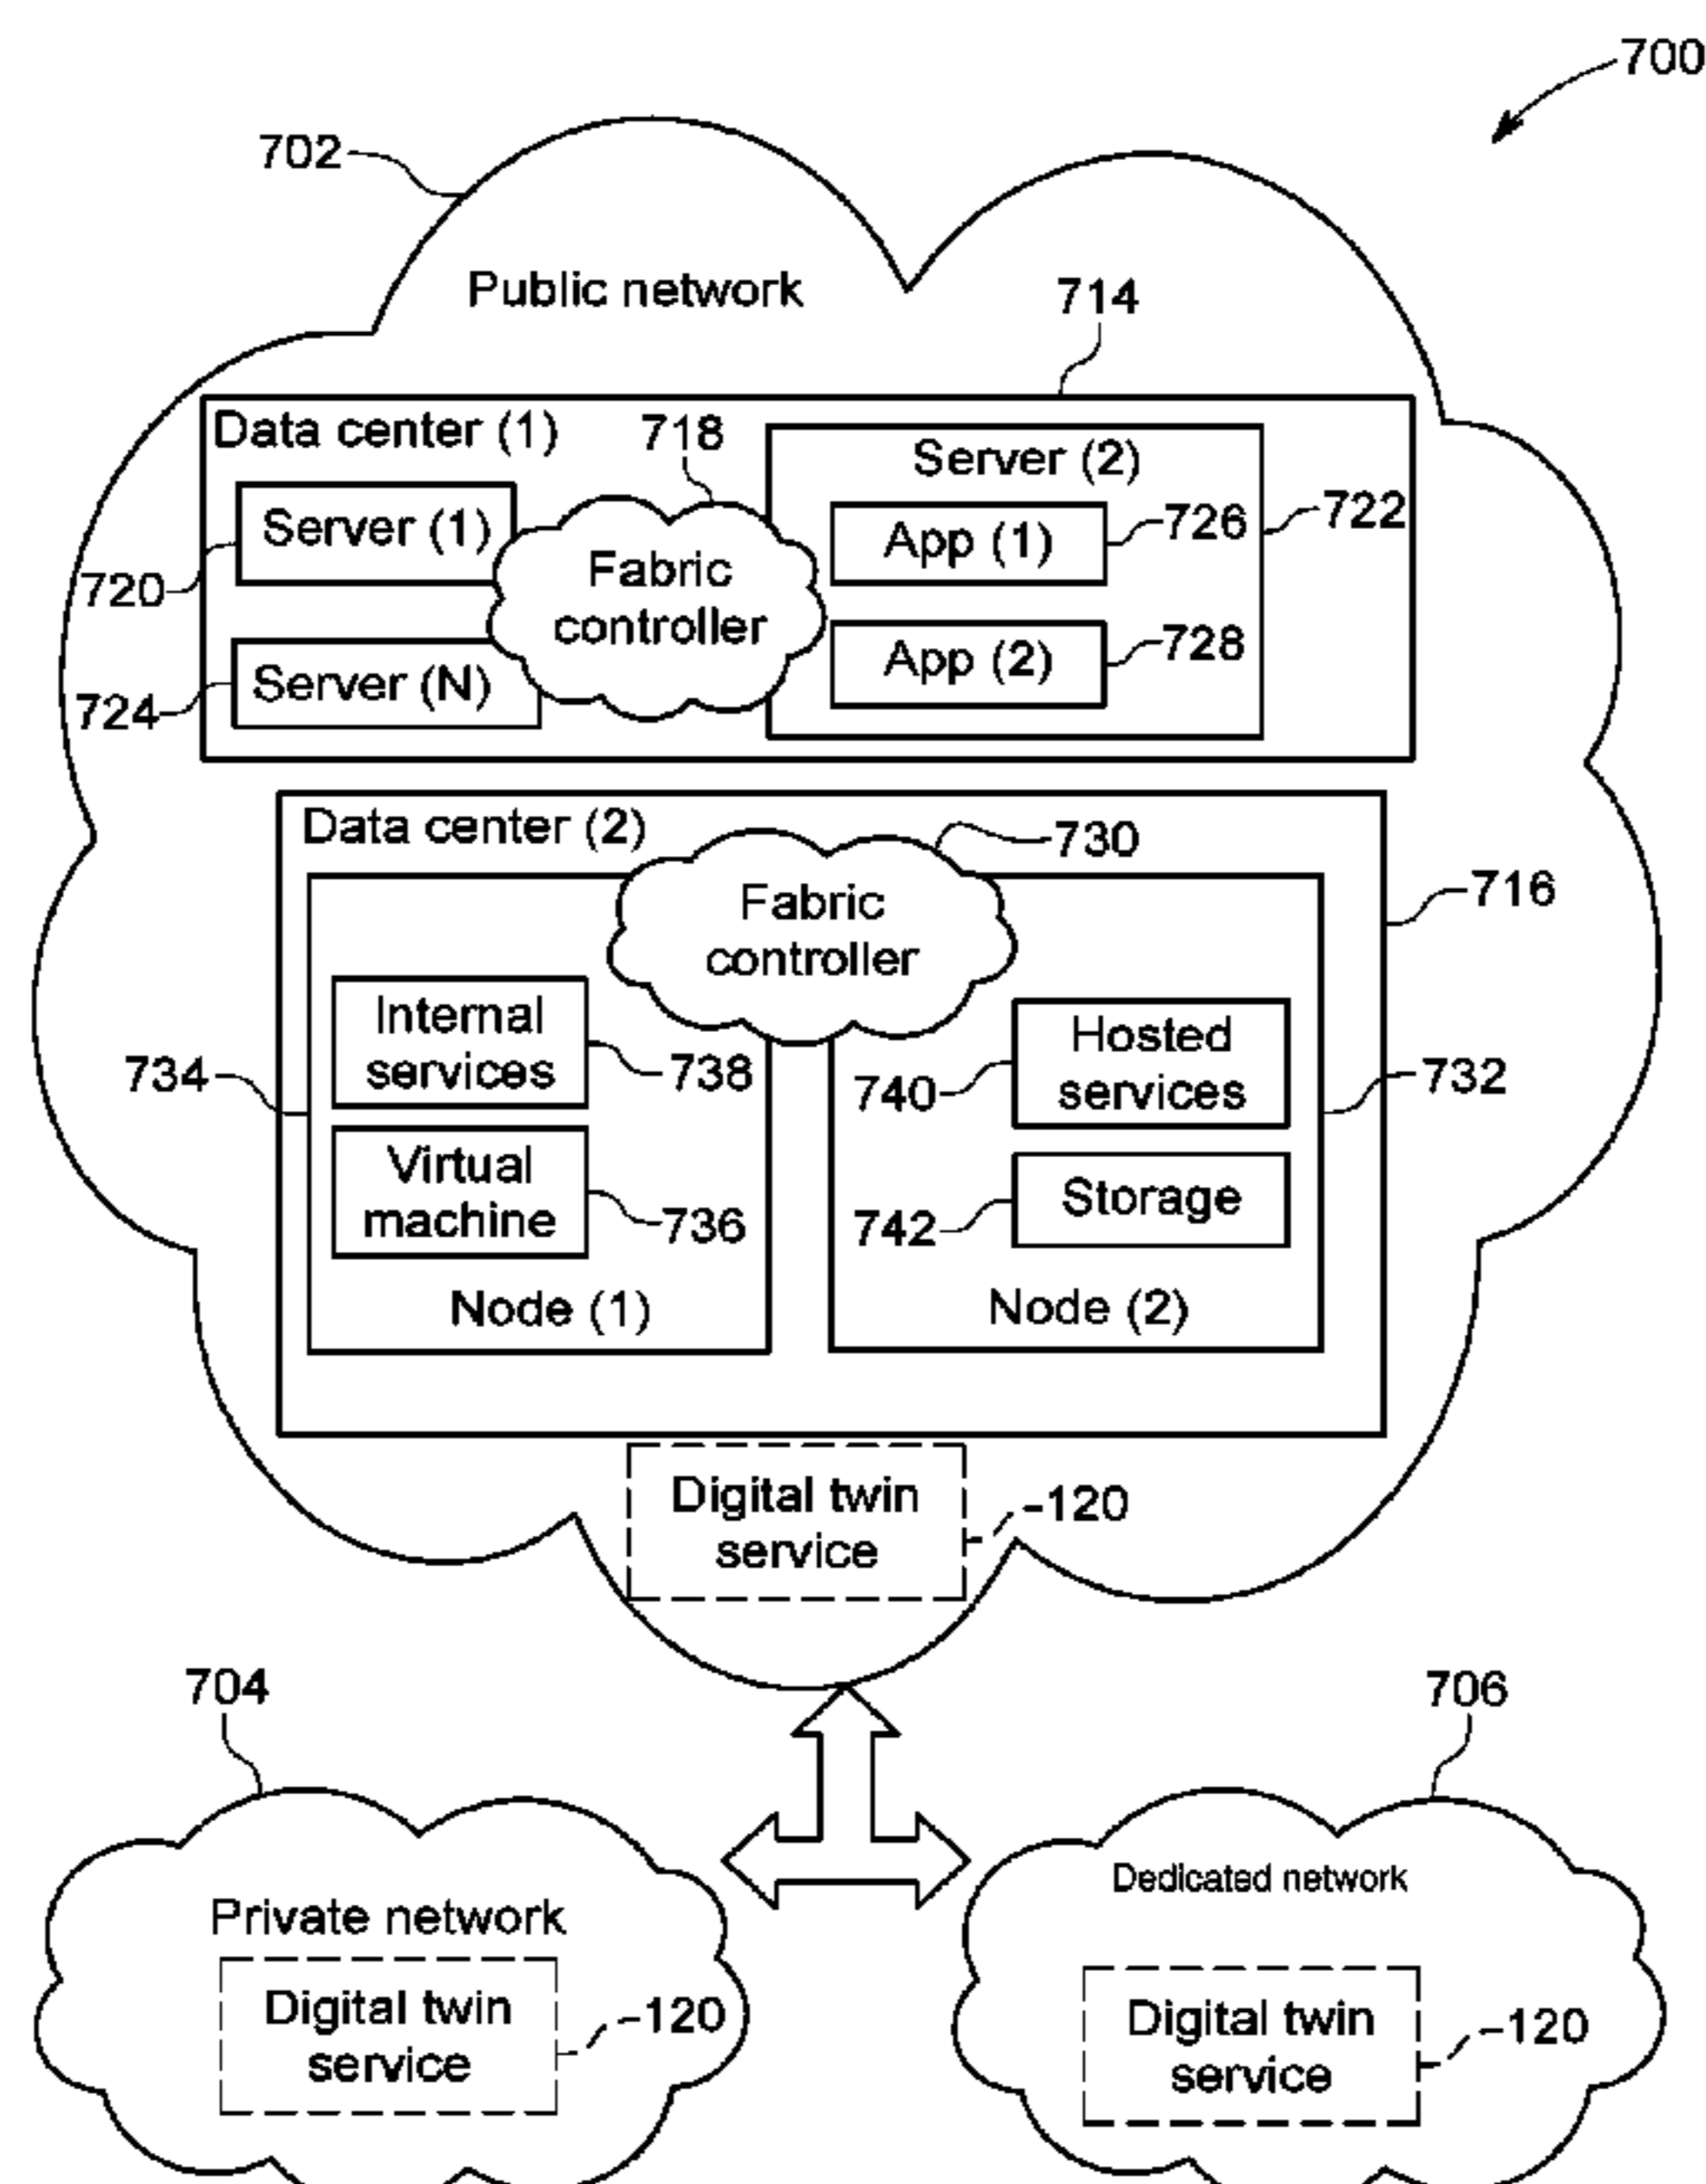 700
702
Public network
714
Data center (1)
718
Server (2)
Server (1)
App (1)
726
722
Fabric
controller
720
App (2)
728
Server (N)
724
Data center (2)
730
716
Fabric
controller
Internal
services
738
734
Hosted
services
740
732
Virtual
machine
736
Storage
742
Node (1)
Node (2)
Digital twin
service
120
704
706
Private network
Dedicated network
Digital twin
service
120
Digital twin
service
120